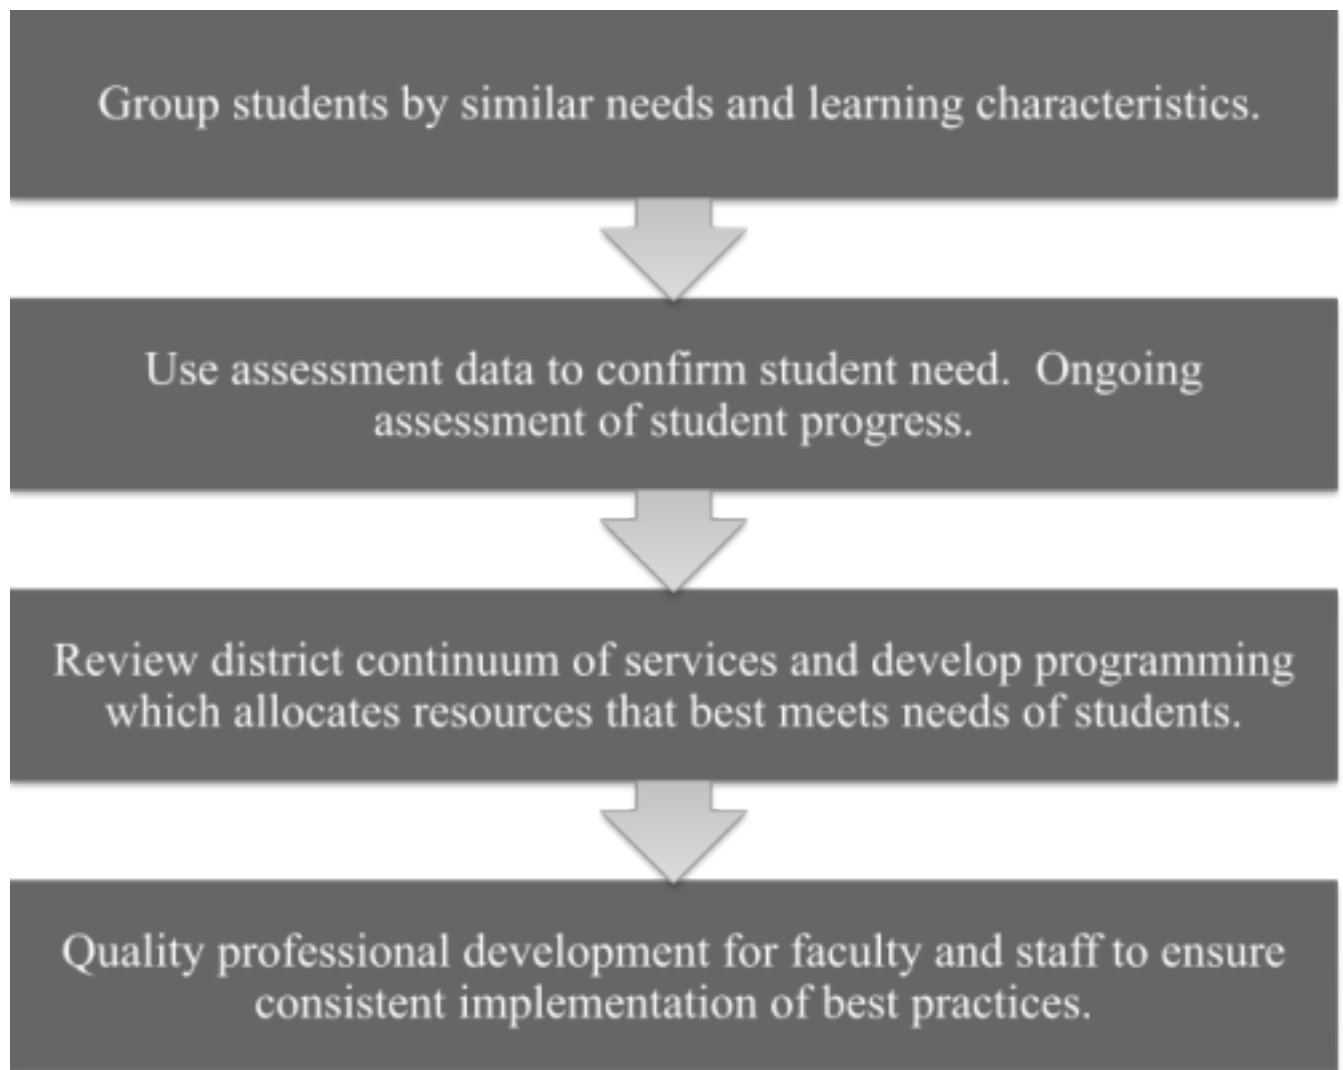 Group students by similar needs and learning characteristics.
Use assessment data to confirm student need.  Ongoing
assessment of student progress.
Review district continuum of services and develop programming
which allocates resources that best meets needs of students.
Quality professional development for faculty and staff to ensure
consistent implementation of best practices.